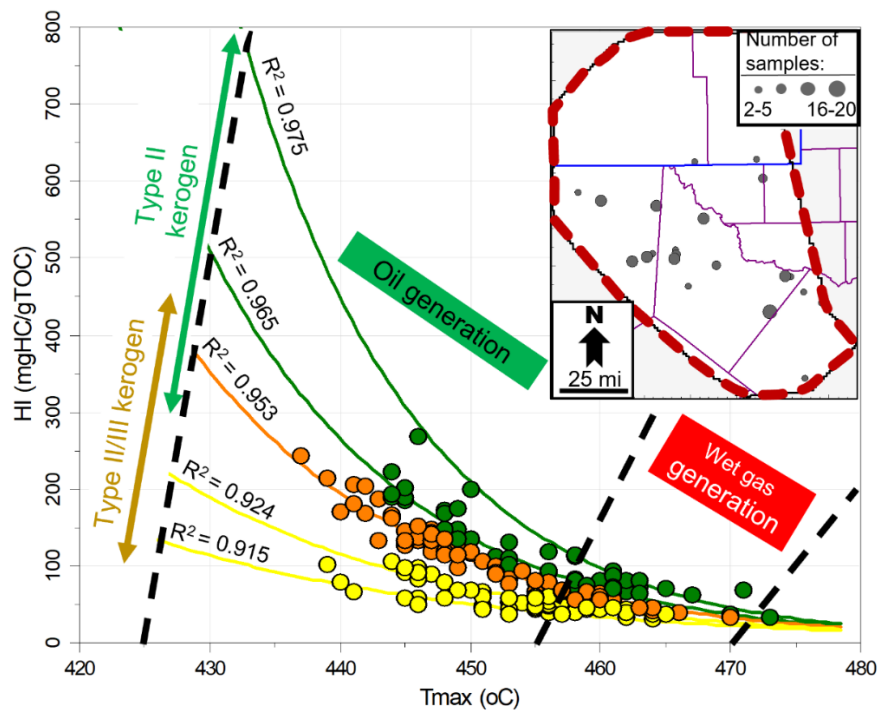 800
700
600
500
400
300
200
100
0
HI (mgHC/gTOC)
420
430
440
450
460
470
480
Tmax (oC)
Type II
kerogen
Type II/III kerogen
R² = 0.975
R² = 0.965
R² = 0.953
R² = 0.924
R² = 0.915
Oil generation
Wet gas
generation
Number of
samples:
2-5 16-20
N
25 mi